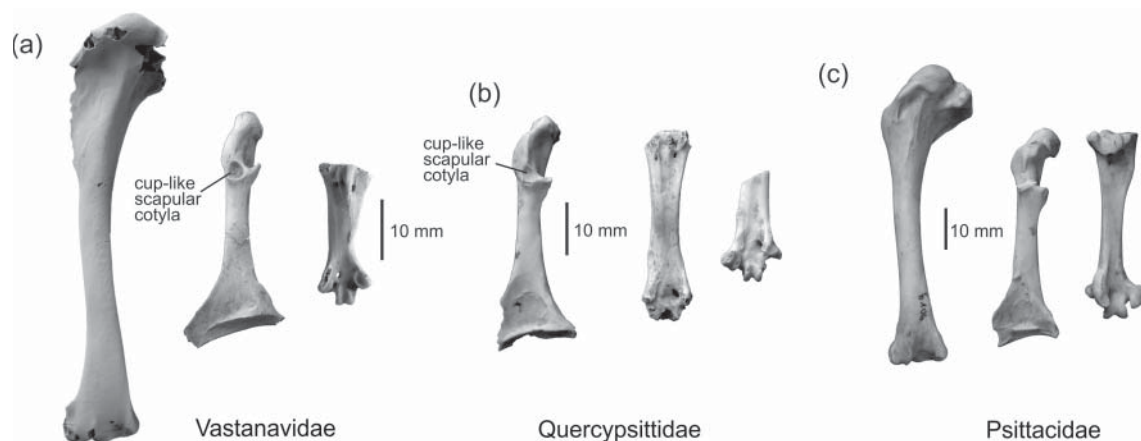 (a)
cup-like
scapular
cotyla
10 mm
Vastanavidae
(b)
cup-like
scapular
cotyla
10 mm
Quercypsittidae
(c)
10 mm
Psittacidae